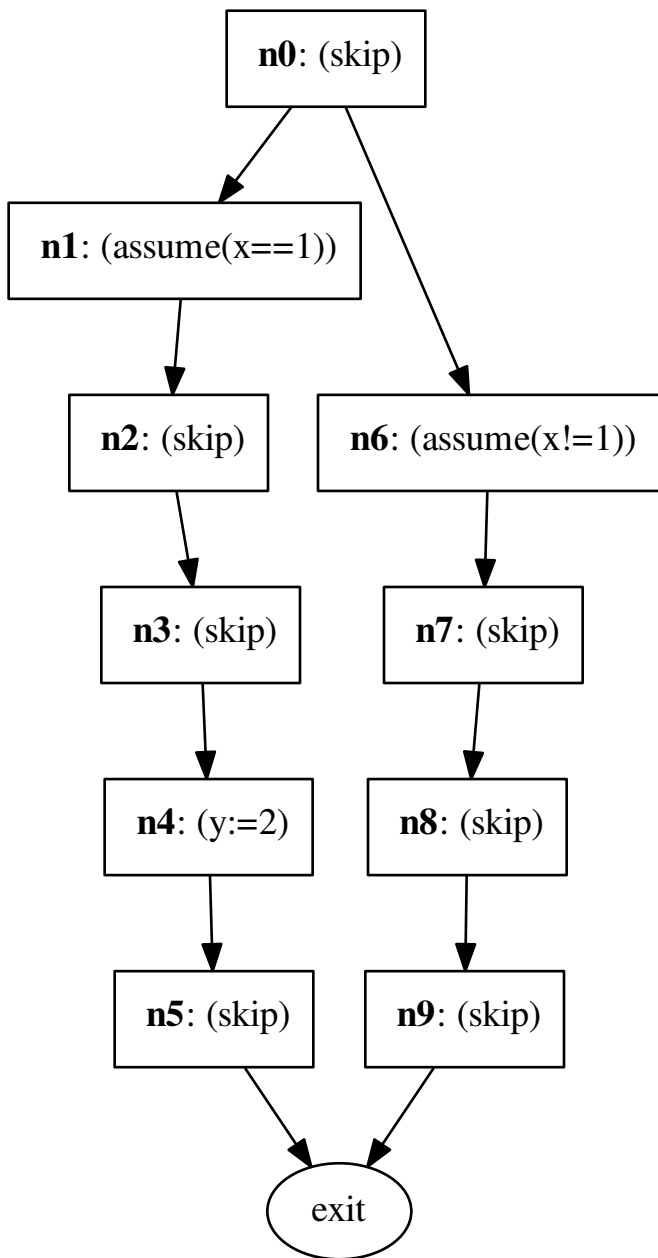 n0: (skip)
n1: (assume(x==1))
n2: (skip)
n6: (assume(x!=1))
n3: (skip)
n7: (skip)
n4: (y:=2)
n8: (skip)
n5: (skip)
n9: (skip)
exit